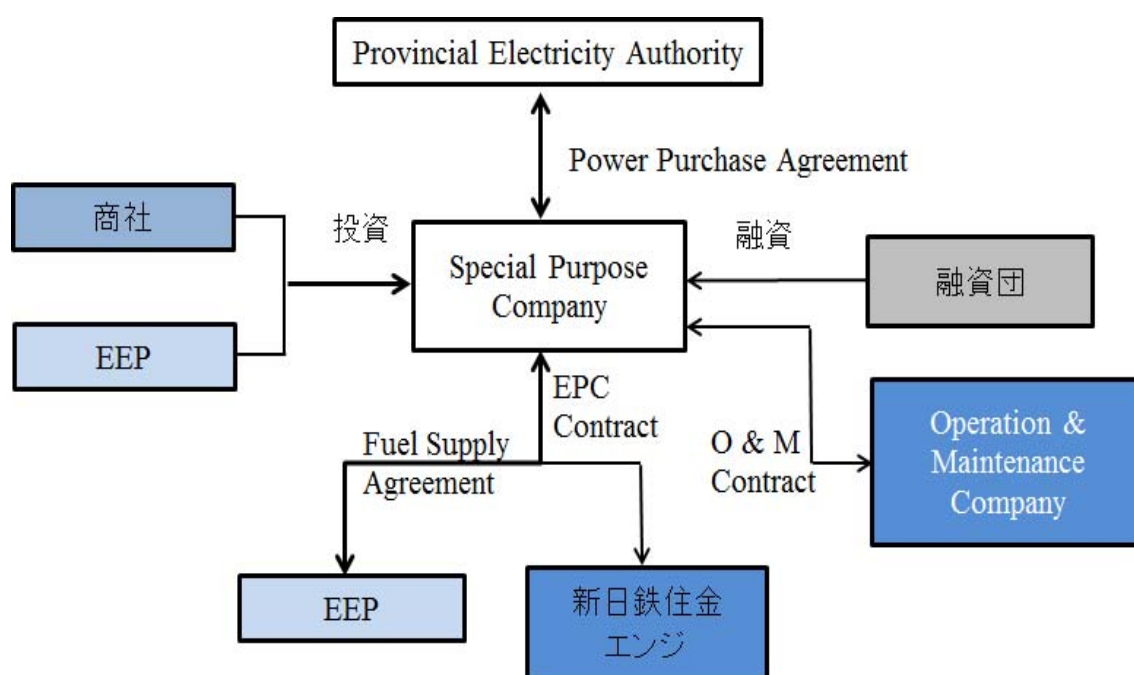 Provincial Electricity Authority
Power Purchase Agreement
商社
投資
融資
Special Purpose
Company
融資団
EEP
EPC
Contract
Fuel Supply
Agreement
O & M
Contract
Operation &
Maintenance
Company
EEP
新日鉄住金
エンジ